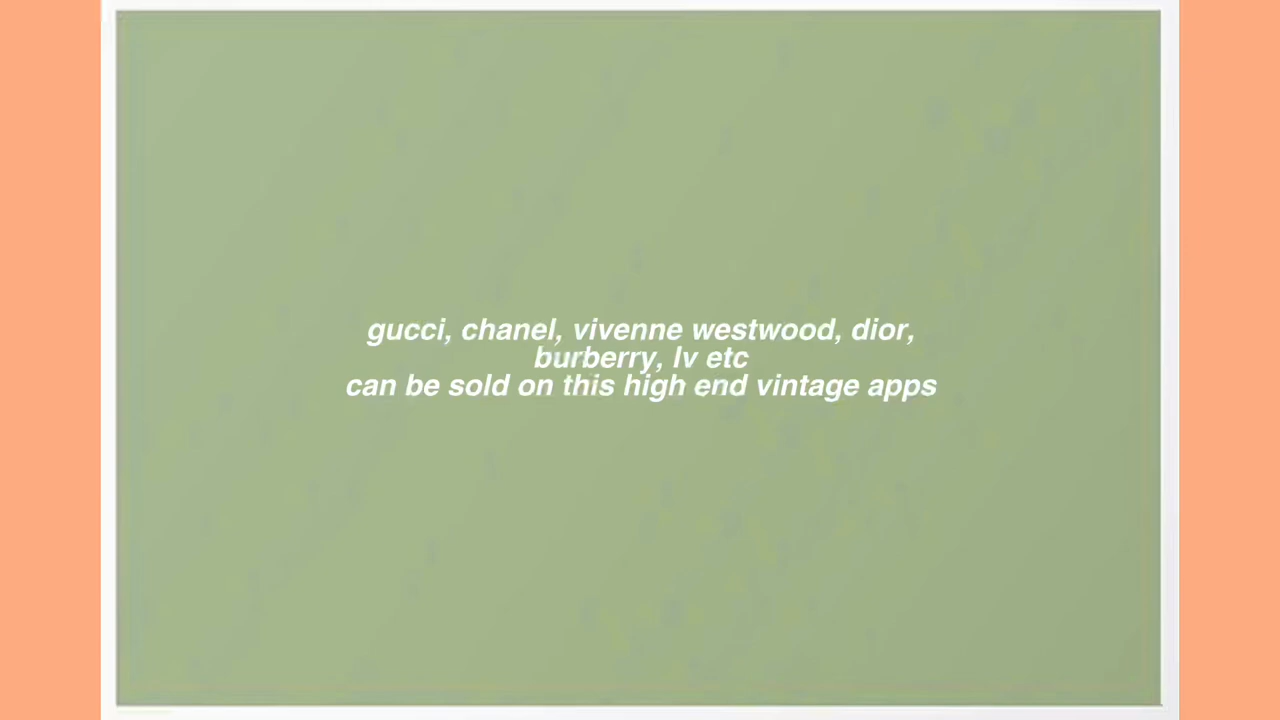 gucci, chanel, vivenne westwood, dior,
burberry, lv etc
can be sold on this high end vintage apps